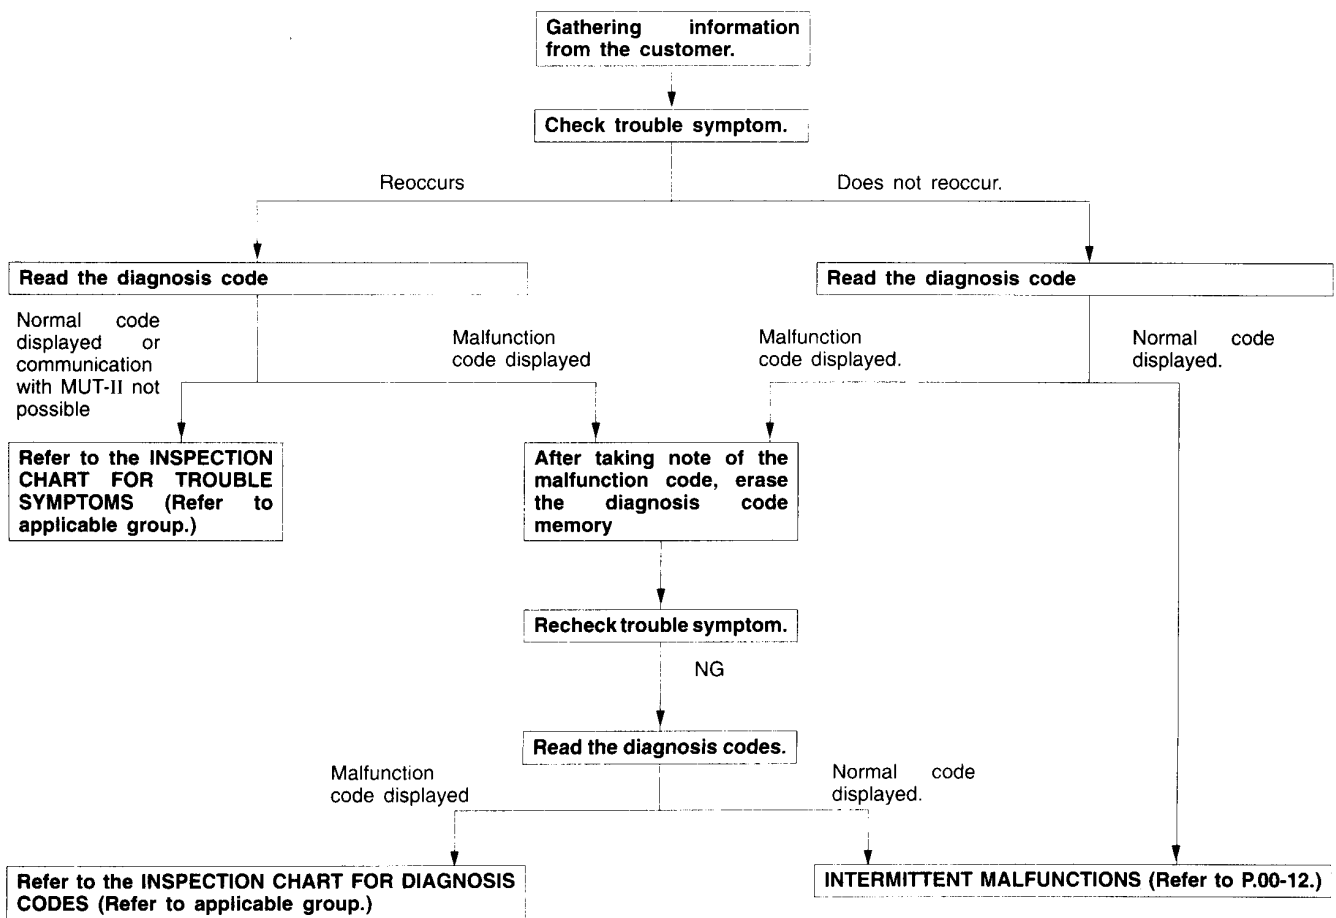 Gathering information
from the customer.
Check trouble symptom.
Reoccurs
Does not reoccur.
Read the diagnosis code
Read the diagnosis code
Normal code
displayed or
communication
with MUT-II not
possible
Malfunction
code displayed
Malfunction
code displayed.
Normal code
displayed.
Refer to the INSPECTION
CHART FOR TROUBLE
SYMPTOMS (Refer to
applicable group.)
After taking note of the
malfunction code, erase
the diagnosis code
memory
Recheck trouble symptom.
NG
Read the diagnosis codes.
Malfunction
code displayed
Normal code
displayed.
Refer to the INSPECTION CHART FOR DIAGNOSIS
CODES (Refer to applicable group.)
INTERMITTENT MALFUNCTIONS (Refer to P.00-12.)